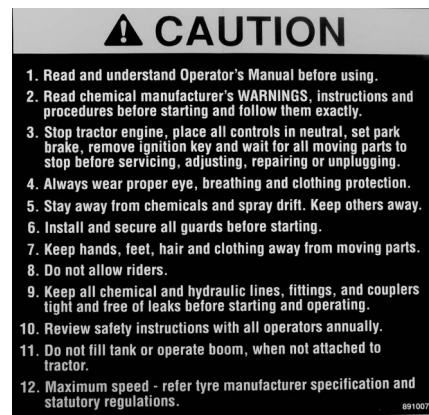 CAUTION
1. Read and understand Operator's Manual before using.
2. Read chemical manufacturer's WARNINGS, instructions and
procedures before starting and follow them exactly.
3. Stop tractor engine, place all controls in neutral, set park
brake, remove ignition key and wait for all moving parts to
stop before servicing, adjusting, repairing or unplugging.
4. Always wear proper eye, breathing and clothing protection.
5. Stay away from chemicals and spray drift. Keep others away.
6. Install and secure all guards before starting.
7. Keep hands, feet, hair and clothing away from moving parts.
8. Do not allow riders.
9. Keep all chemical and hydraulic lines, fittings, and couplers
tight and free of leaks before starting and operating.
10. Review safety instructions with all operators annually.
11. Do not fill tank or operate boom, when not attached to
tractor.
12. Maximum speed - refer tyre manufacturer specification and
statutory regulations.
891007